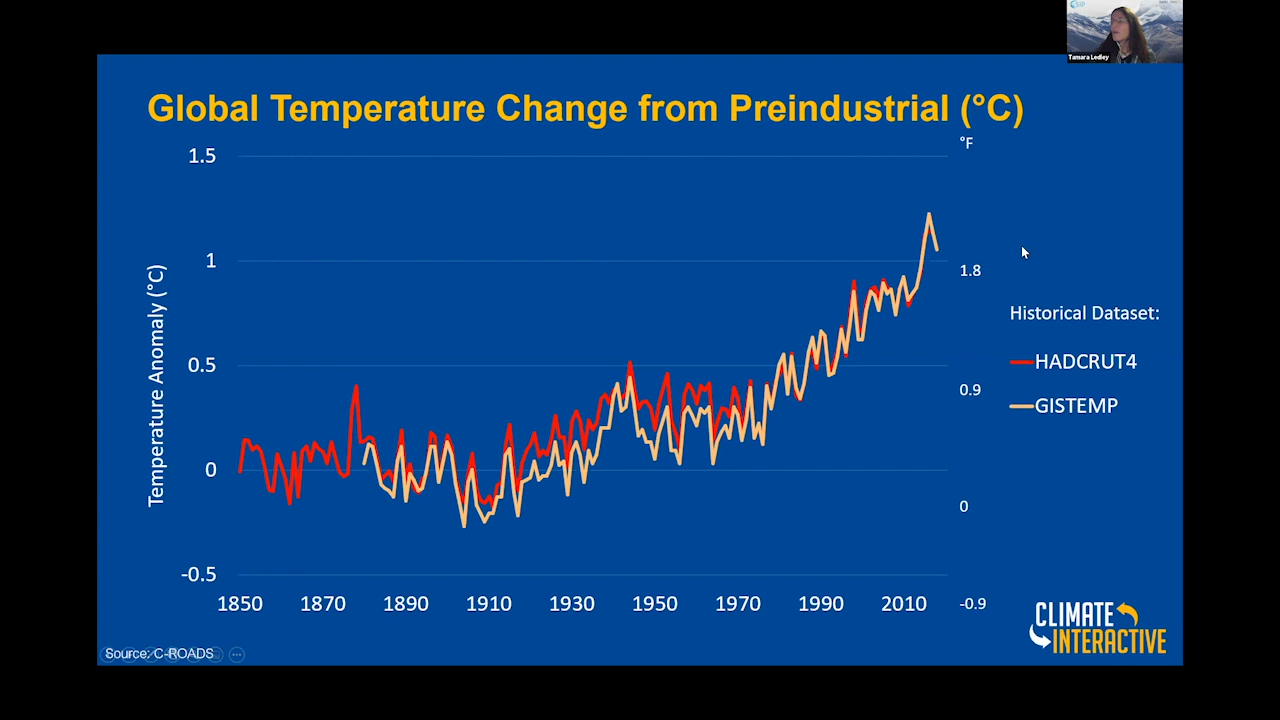 Tamara Ledley
Global Temperature Change from Preindustrial (°C)
°F
1.5
1
0.5
0
-0.5
Temperature Anomaly (°C)
1.8
0.9
0
-0.9
Historical Dataset:
HADCRUT4
GISTEMP
1850 1870 1890 1910 1930 1950 1970 1990 2010
CLIMATE
INTERACTIVE
Source: C-ROADS